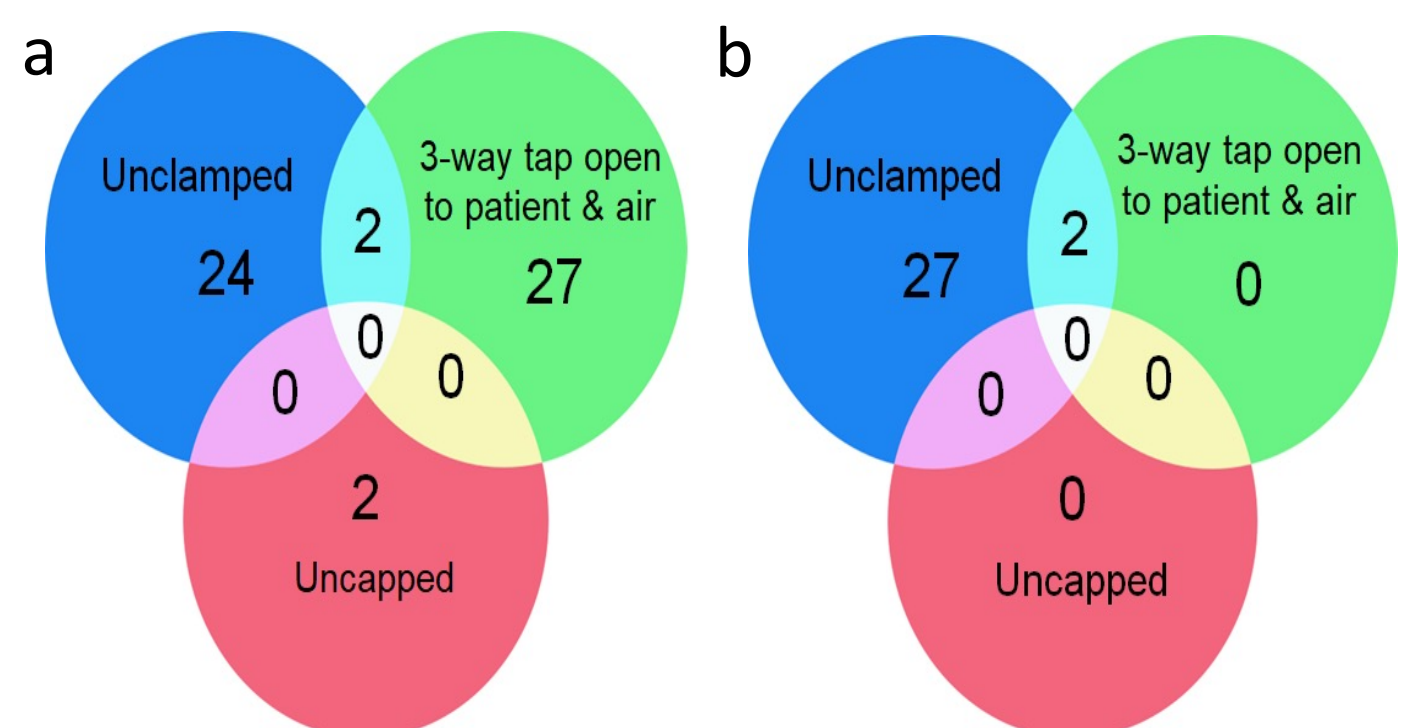 a
Unclamped
24
2
3-way tap open
to patient & air
27
0
0
0
2
Uncapped
b
Unclamped
27
2
3-way tap open
to patient & air
0
0
0
0
0
Uncapped